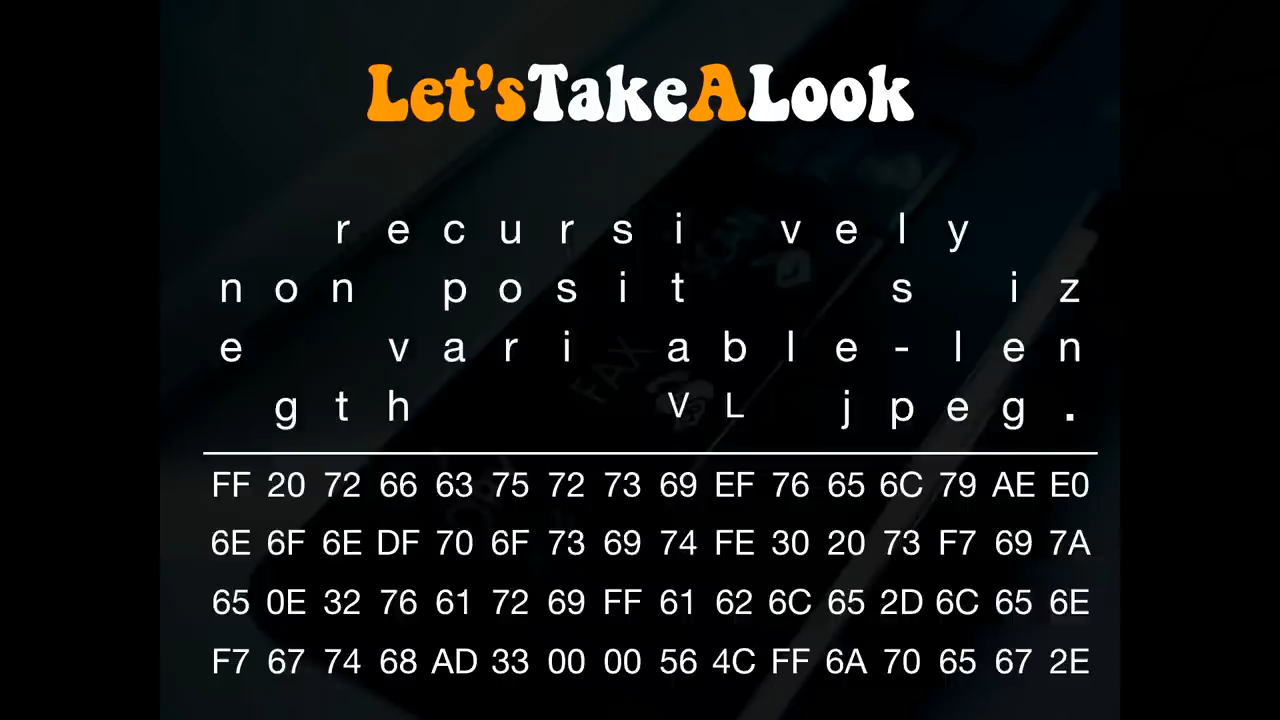 Let'sTakeALook
r e c u r s i v e l y
n o n p o s i t s i z
e v a r i a b l e - l e n
g t h V L j p e g .
FF 20 72 66 63 75 72 73 69 EF 76 65 6C 79 AE E0
6E 6F 6E DF 70 6F 73 69 74 FE 30 20 73 F7 69 7A
65 0E 32 76 61 72 69 FF 61 62 6C 65 2D 6C 65 6E
F7 67 74 68 AD 33 00 00 56 4C FF 6A 70 65 67 2E
FAX